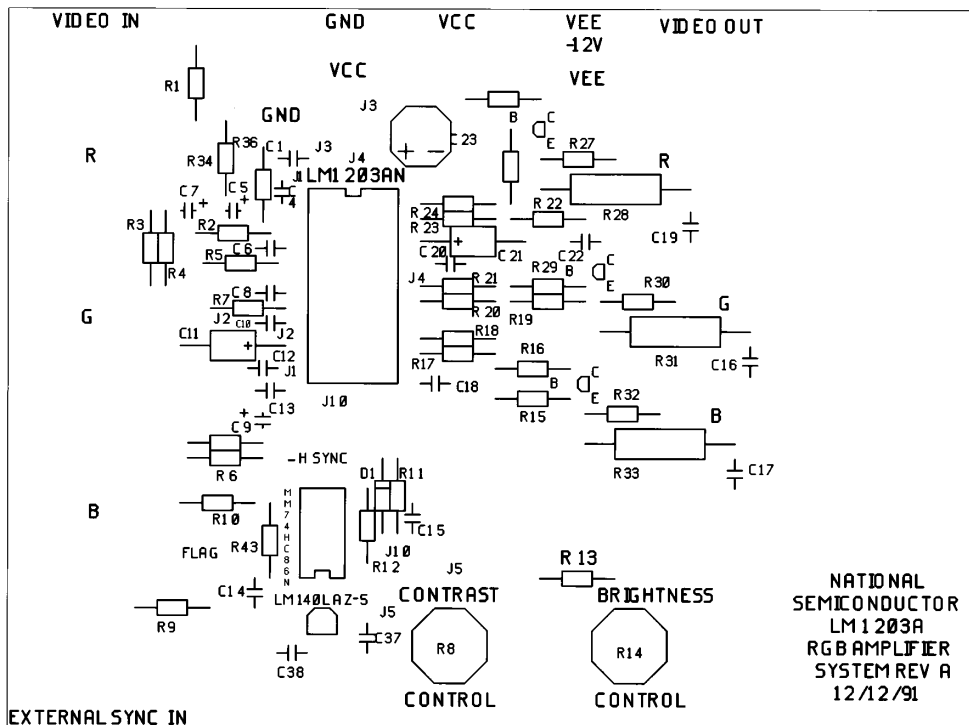 VIDEO IN GND VCC VEE VIDEO OUT
-12V
VCC VEE
R1 J3 B C
GND C23 E R27
R36 C1 J3
R34 J4 R
R J1 LM1203AN
C4
C7 C5 R24 R22 R28
R3 R2 R23 C19
C6 C20 C21 C22
R4 R5 J4 R21 R29 B C
C8 E R30
R7 R20 R19 G
G J2 C10 R18
C11 J2 R16 R31 C16
C12 R17
J1 C18 B C
C13 J10 R15 E R32
C9 B
R6 -H SYNC R33 C17
D1 R11
B R10 MM74HC86N C15
FLAG R43 R12 J10
J5 R13
C14 LM140LAZ-5 CONTRAST BRIGHTNESS
R9 J5
C37 R8 R14
C38
CONTROL CONTROL
NATIONAL
SEMICONDUCTOR
LM1203A
RGB AMPLIFIER
SYSTEM REV A
12/12/91
EXTERNAL SYNC IN